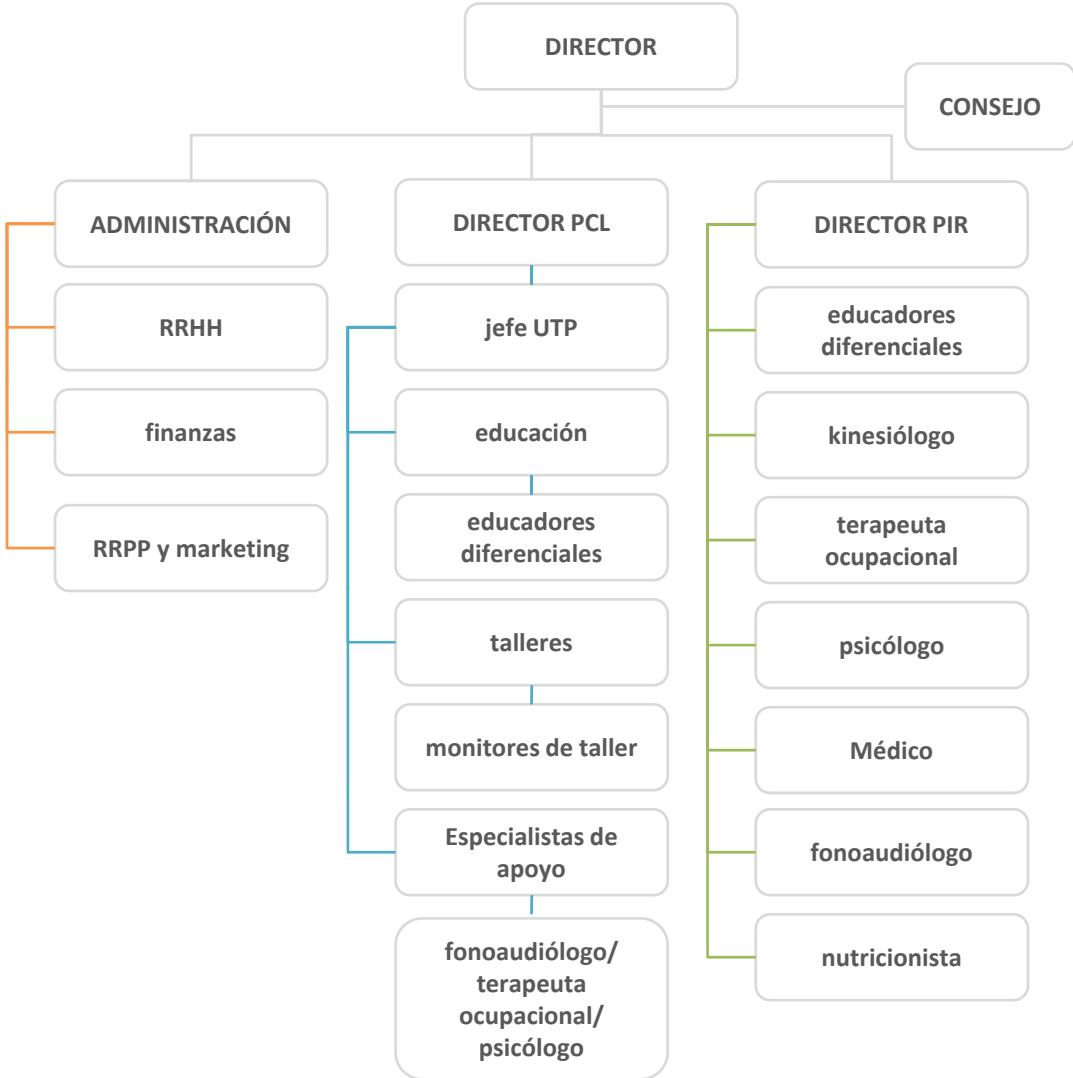 DIRECTOR
CONSEJO
ADMINISTRACIÓN
RRHH
finanzas
RRPP y marketing
DIRECTOR PCL
jefe UTP
educación
educadores
diferenciales
talleres
monitores de taller
Especialistas de
apoyo
fonoaudiólogo/
terapeuta
ocupacional/
psicólogo
DIRECTOR PIR
educadores
diferenciales
kinesiólogo
terapeuta
ocupacional
psicólogo
Médico
fonoaudiólogo
nutricionista